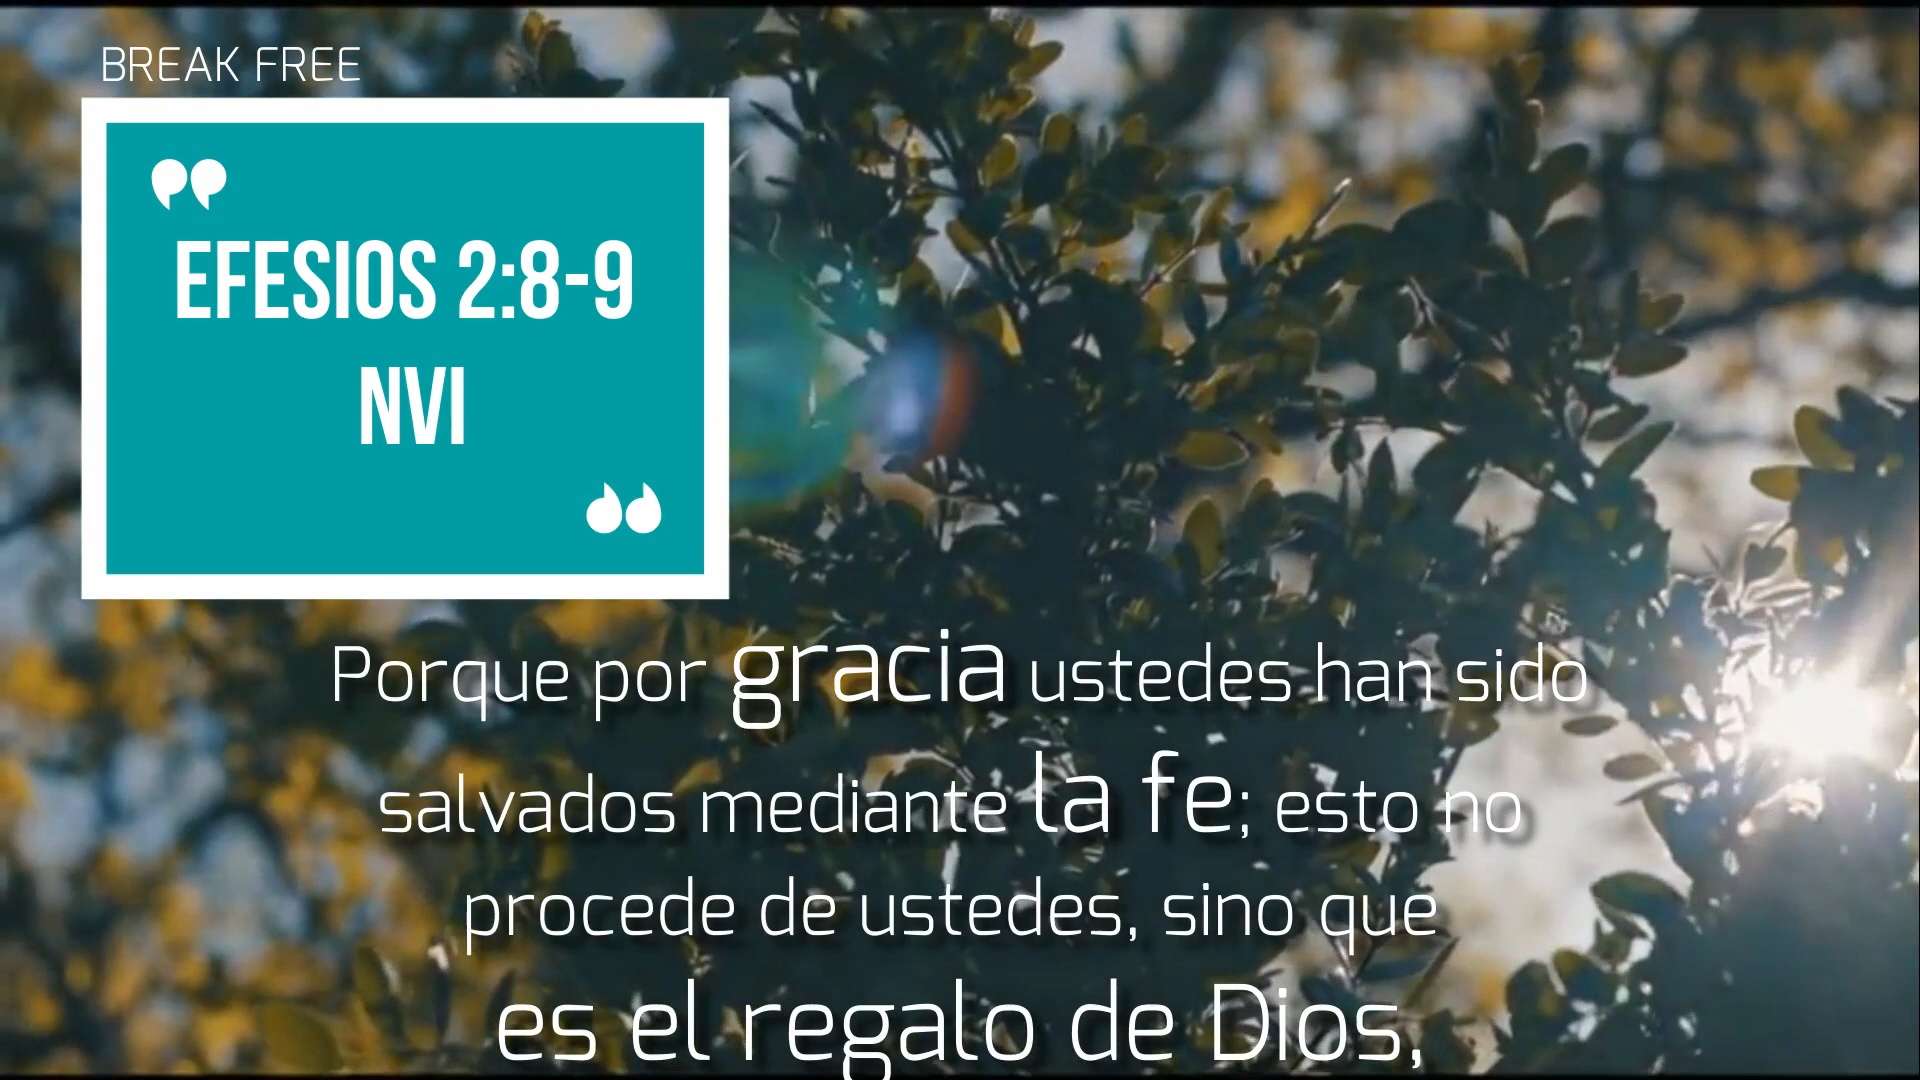 BREAK FREE
EFESIOS 2:8-9
NVI
Porque por gracia ustedes han sido
salvados mediante la fe; esto no
procede de ustedes, sino que
es el regalo de Dios,